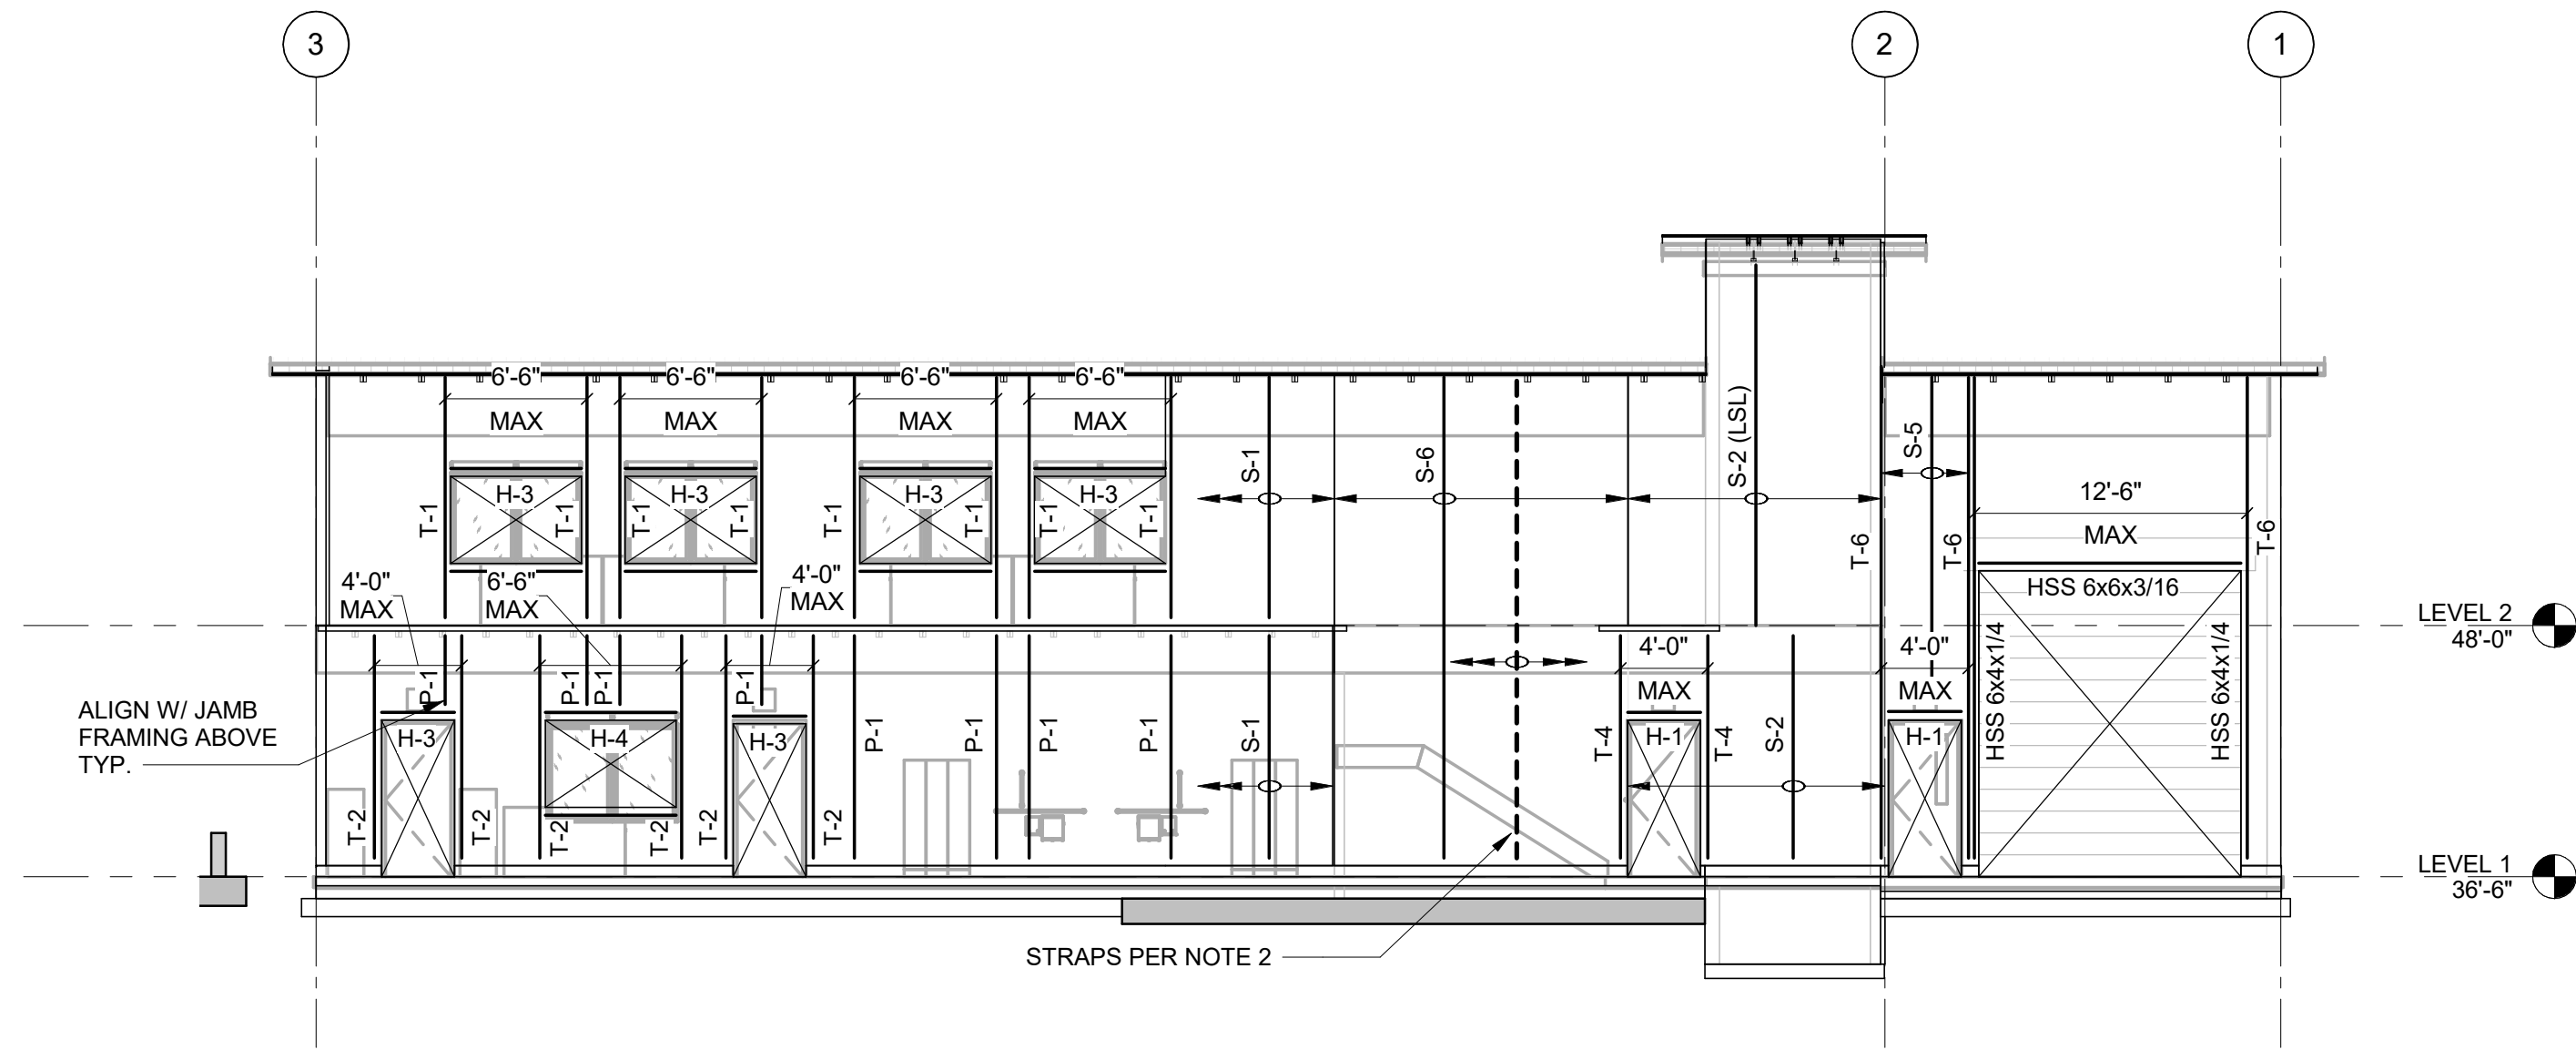 3
2
1
6'-6"
MAX
6'-6"
MAX
6'-6"
MAX
6'-6"
MAX
H-3
H-3
H-3
H-3
T-1
T-1
T-1
T-1
T-1
T-1
T-1
T-1
S-1
S-6
S-2 (LSL)
S-5
T-6
T-6
T-6
12'-6"
MAX
HSS 6x6x3/16
HSS 6x4x1/4
HSS 6x4x1/4
LEVEL 2
48'-0"
4'-0"
MAX
6'-6"
MAX
4'-0"
MAX
4'-0"
MAX
4'-0"
MAX
P-1
P-1
P-1
P-1
P-1
P-1
P-1
P-1
S-1
T-4
T-4
S-2
ALIGN W/ JAMB
FRAMING ABOVE
TYP.
H-3
H-4
H-3
H-1
H-1
T-2
T-2
T-2
T-2
T-2
T-2
LEVEL 1
36'-6"
STRAPS PER NOTE 2